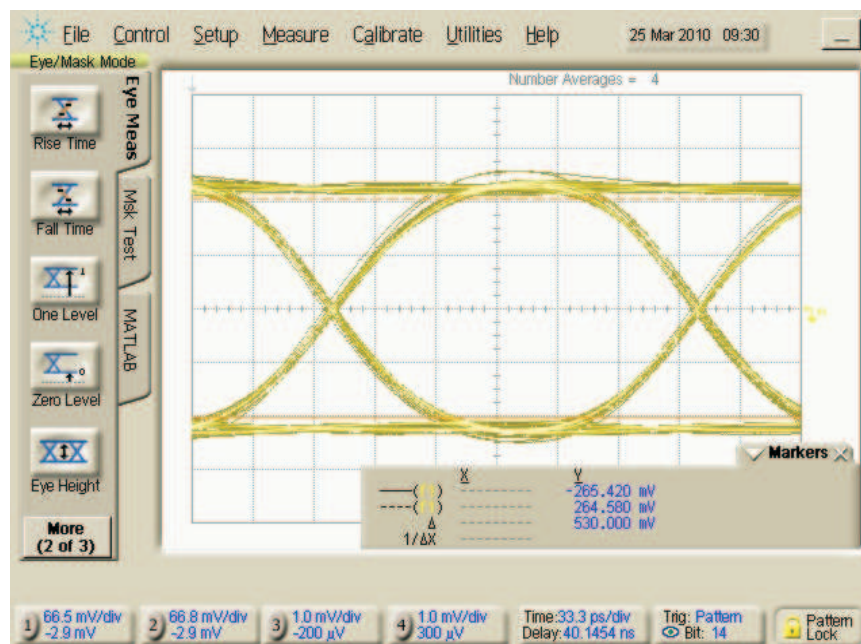 File Control Setup Measure Calibrate Utilities Help 25 Mar 2010 09:30
Eye/Mask Mode
Number Averages = 4
Eye Meas
Rise Time
Msk Test
Fall Time
One Level
MATLAB
Zero Level
Eye Height
More
(2 of 3)
Markers
X Y
-265.420 mV
264.580 mV
Δ 530.000 mV
1/ΔX
1 66.5 mV/div
-2.9 mV
2 66.8 mV/div
-2.9 mV
3 1.0 mV/div
-200 µV
4 1.0 mV/div
300 µV
Time:33.3 ps/div
Delay:40.1454 ns
Trig: Pattern
Bit: 14
Pattern
Lock